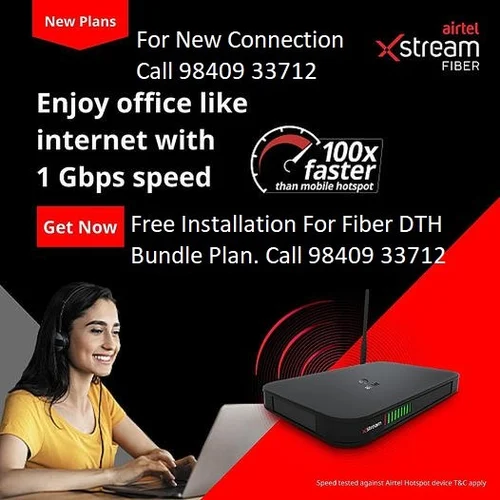 New Plans
For New Connection
Call 98409 33712
airtel
Xstream
FIBER
Enjoy office like
internet with
1 Gbps speed
100x
faster
than mobile hotspot
Get Now
Free Installation For Fiber DTH
Bundle Plan. Call 98409 33712
xstream
Speed tested against Airtel Hotspot device T&C apply